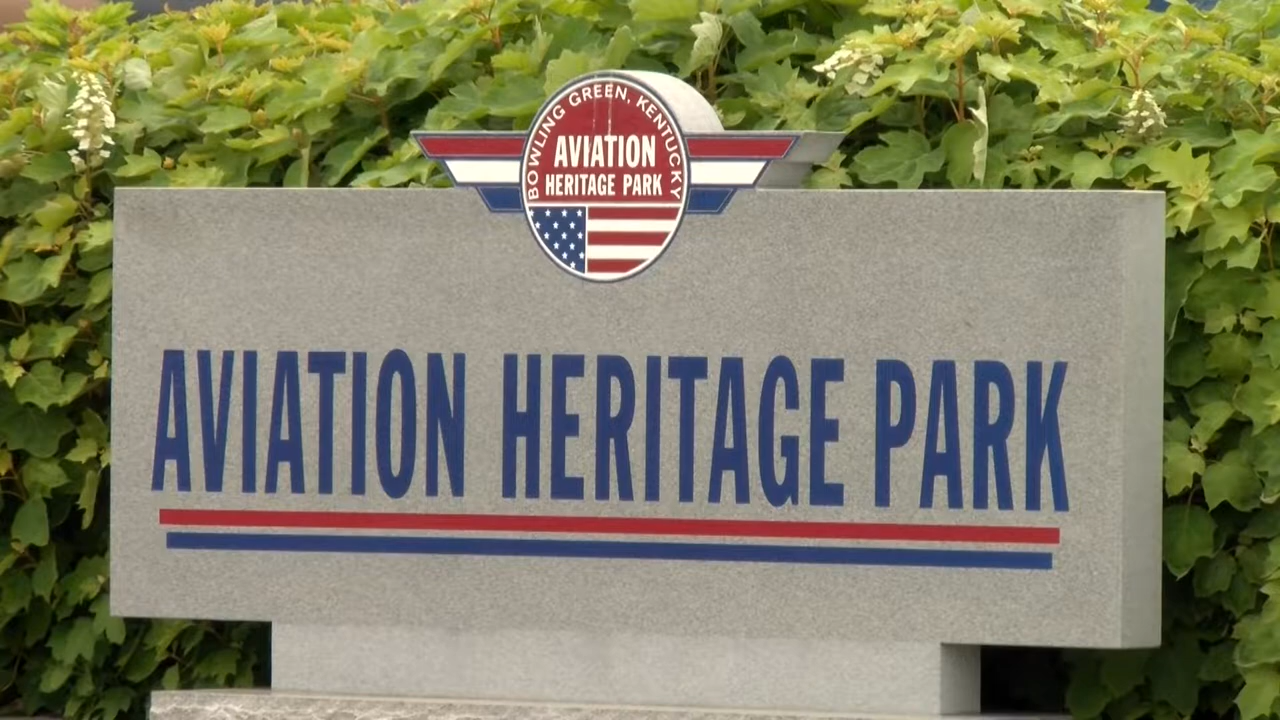 BOWLING GREEN, KENTUCKY
AVIATION
HERITAGE PARK
AVIATION HERITAGE PARK